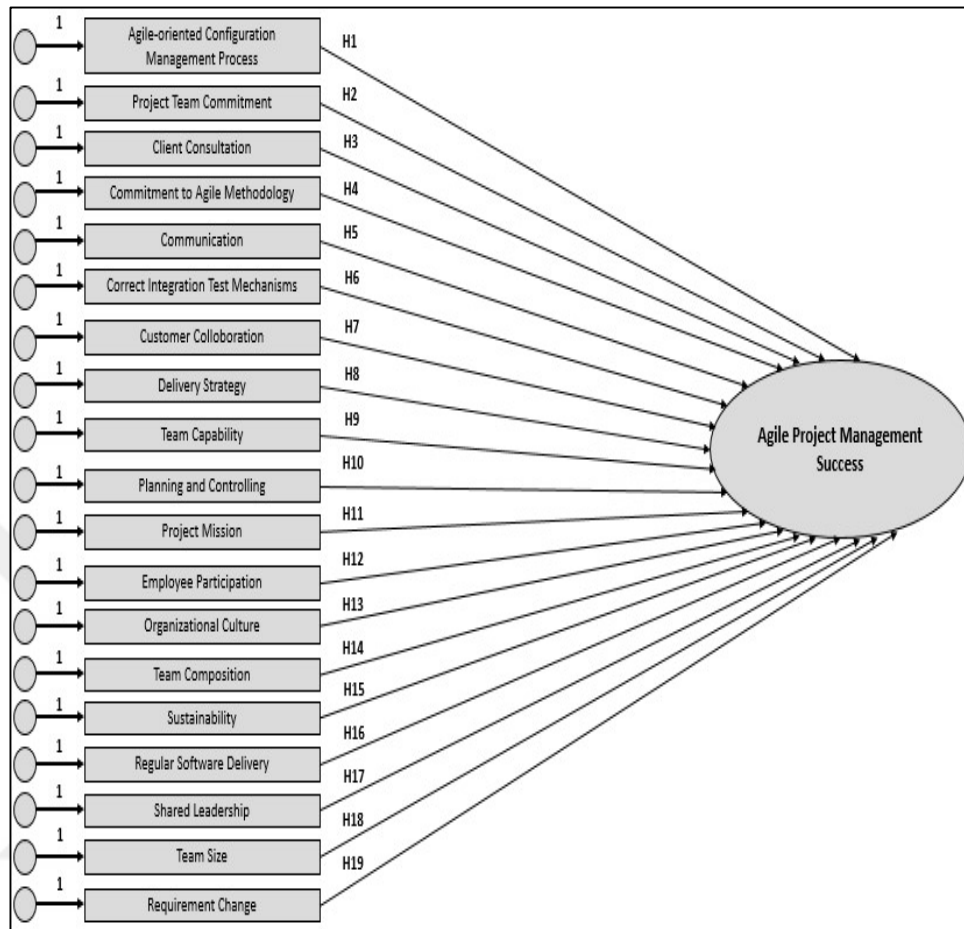 1
Agile-oriented Configuration
Management Process
H1
1
Project Team Commitment
H2
1
Client Consultation
H3
1
Commitment to Agile Methodology
H4
1
Communication
H5
1
Correct Integration Test Mechanisms
H6
1
Customer Colloboration
H7
1
Delivery Strategy
H8
1
Team Capability
H9
1
Planning and Controlling
H10
1
Project Mission
H11
1
Employee Participation
H12
1
Organizational Culture
H13
1
Team Composition
H14
1
Sustainability
H15
1
Regular Software Delivery
H16
1
Shared Leadership
H17
1
Team Size
H18
1
Requirement Change
H19
Agile Project Management
Success